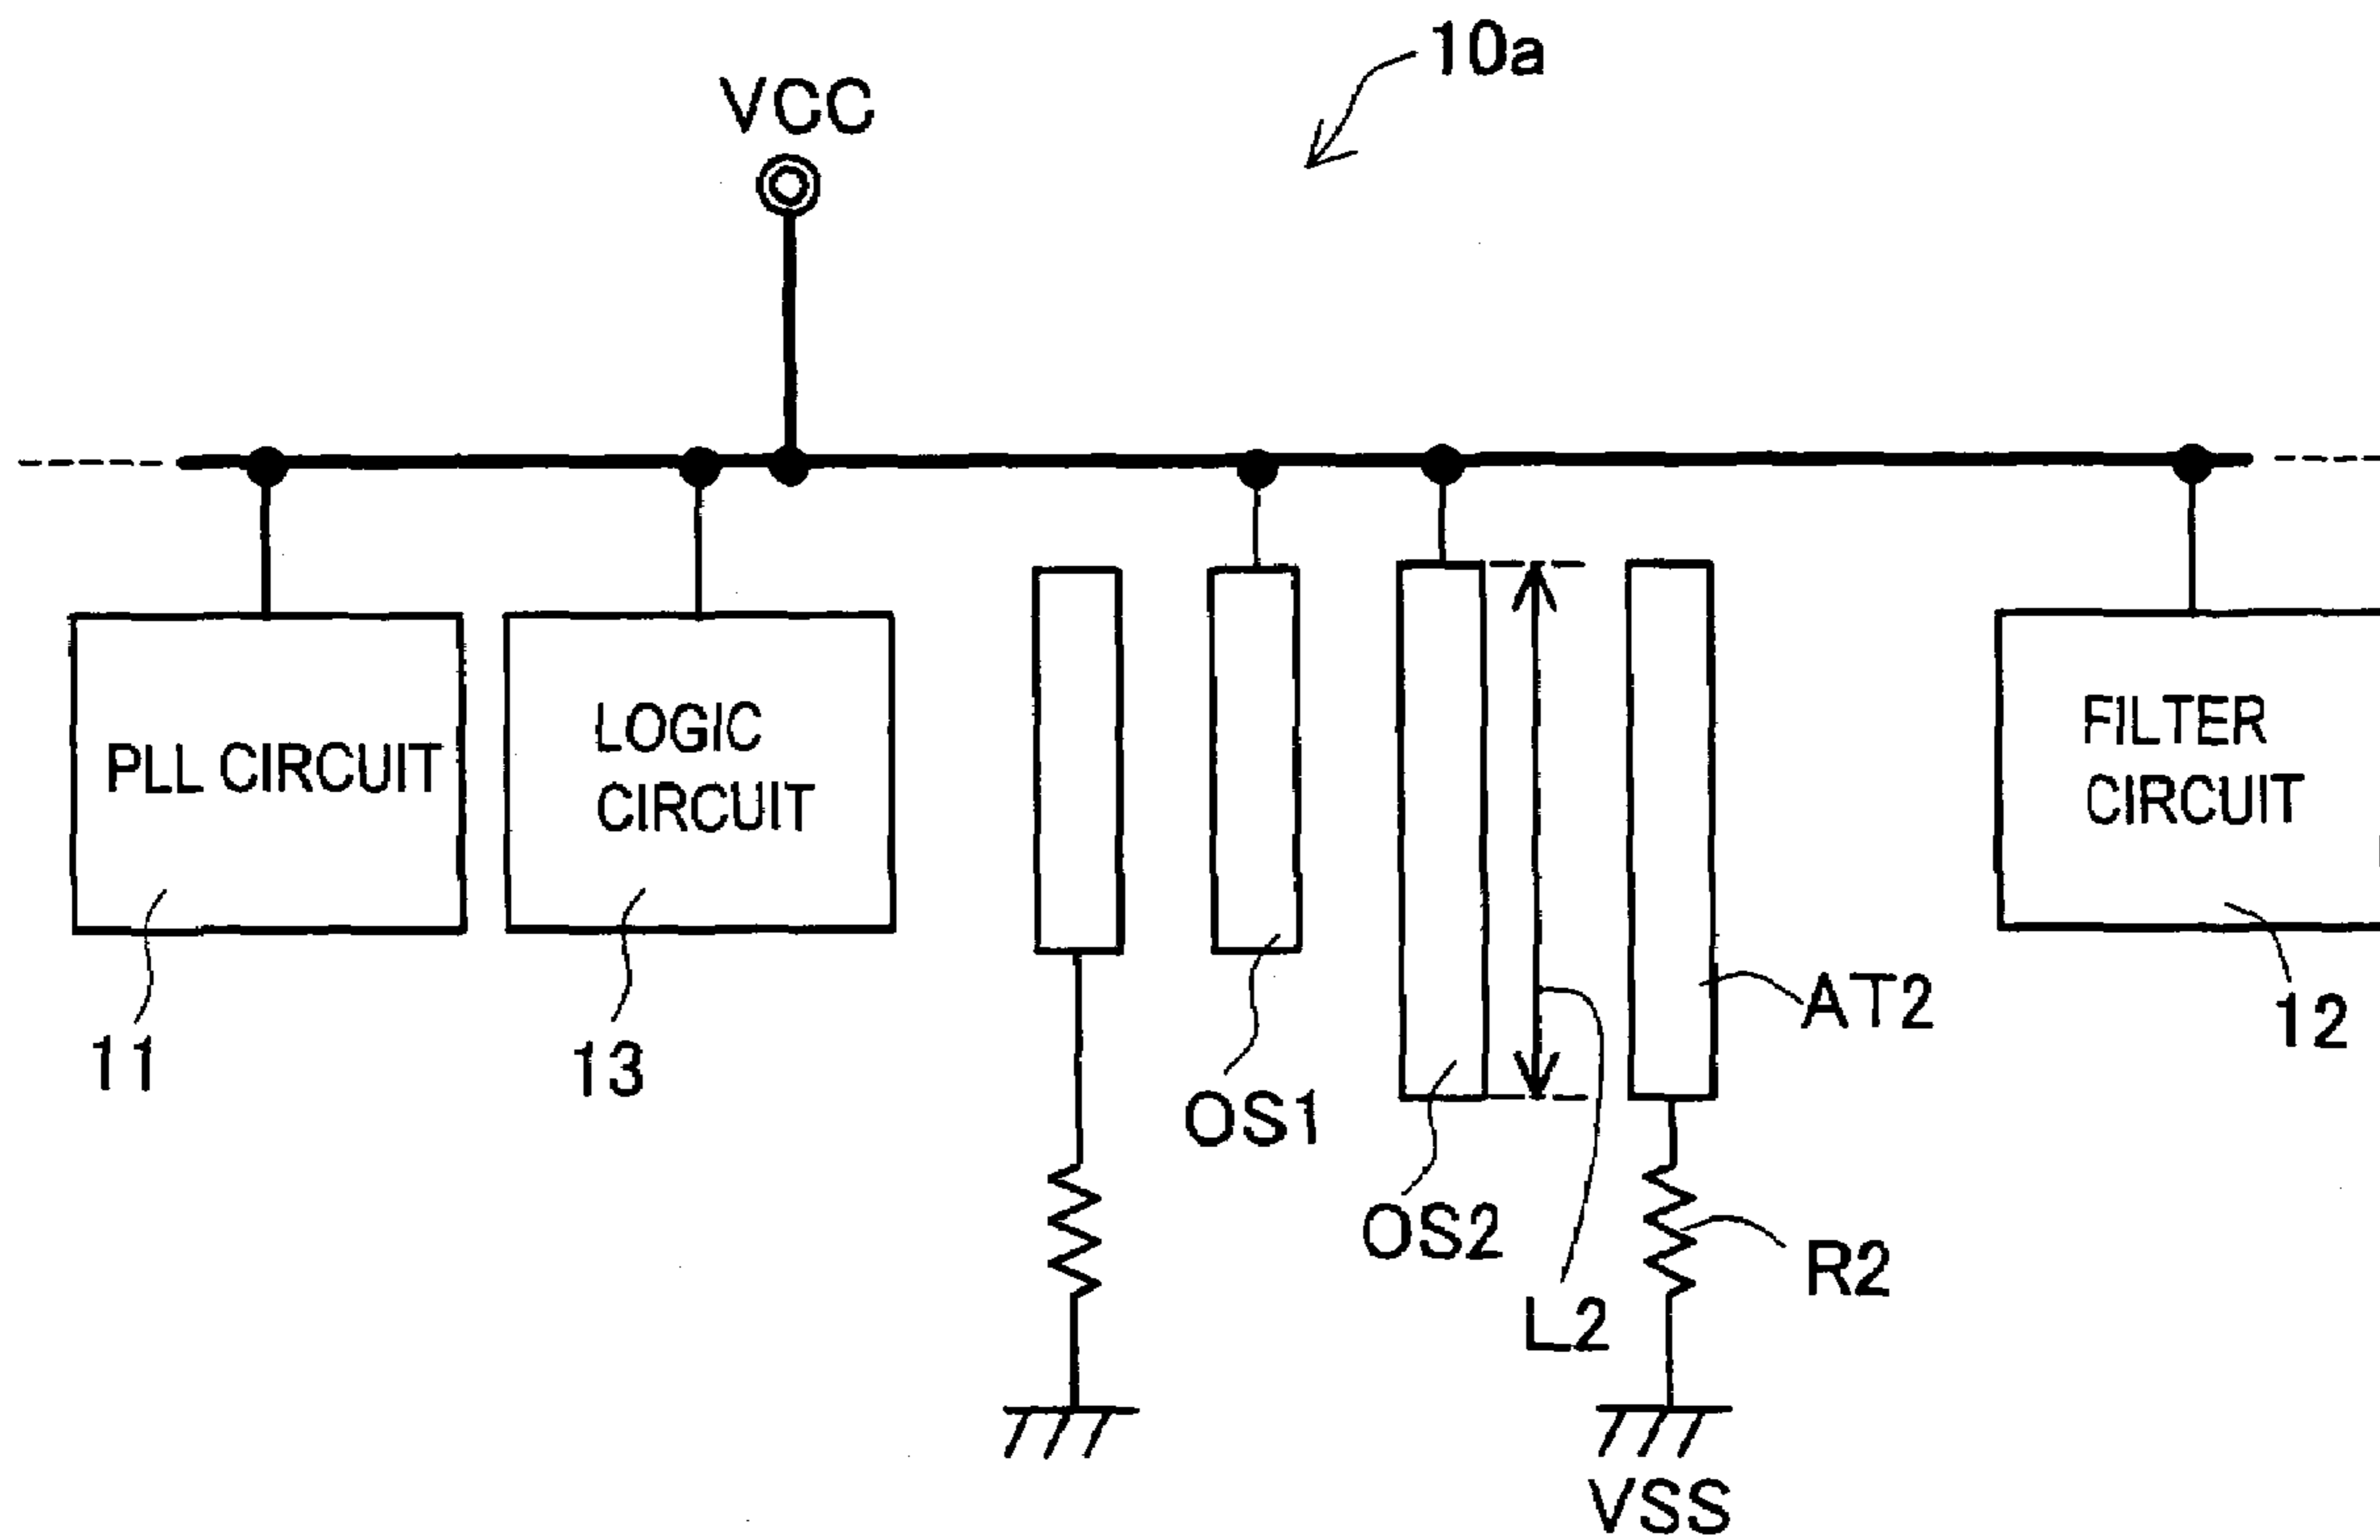 10a
VCC
PLL CIRCUIT
LOGIC
CIRCUIT
FILTER
CIRCUIT
11
13
OS1
OS2
L2
AT2
R2
12
VSS